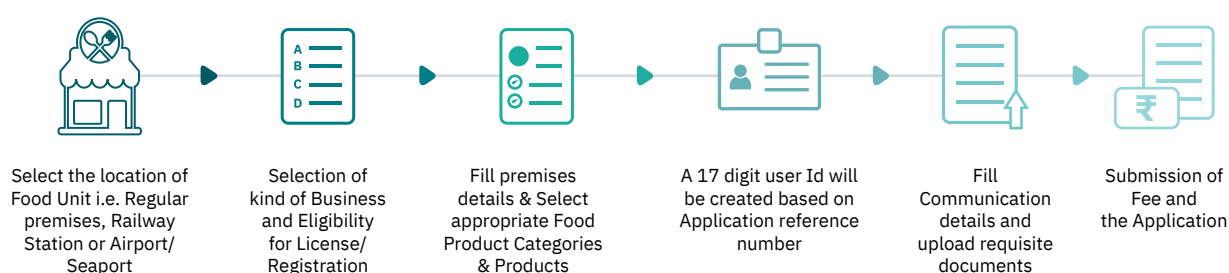 A
B
C
D
₹
Select the location of
Food Unit i.e. Regular
premises, Railway
Station or Airport/
Seaport
Selection of
kind of Business
and Eligibility
for License/
Registration
Fill premises
details & Select
appropriate Food
Product Categories
& Products
A 17 digit user Id will
be created based on
Application reference
number
Fill
Communication
details and
upload requisite
documents
Submission of
Fee and
the Application